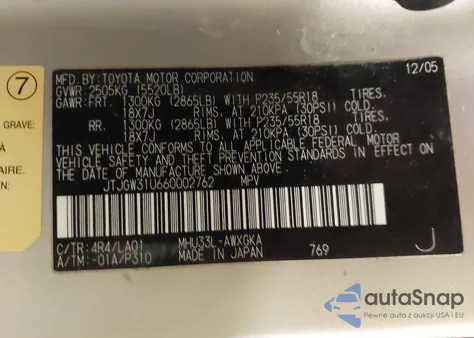 7
GRAVE:
AIRE.
EN:
MFD. BY: TOYOTA MOTOR CORPORATION 12/05
GVWR: 2505KG (5520LB)
GAWR: FRT. 1300KG (2865LB) WITH P235/55R18 TIRES.
18X7J RIMS. AT 210KPA (30PSI) COLD.
RR. 1300KG (2865LB) WITH P235/55R18 TIRES.
18X7J RIMS. AT 210KPA (30PSI) COLD.
THIS VEHICLE CONFORMS TO ALL APPLICABLE FEDERAL MOTOR
VEHICLE SAFETY STANDARDS IN EFFECT ON THE DATE OF
MANUFACTURE SHOWN ABOVE.
JTJGW31U660002762 MPV
C/TR: 4R4/LA01 MHU33L-AWXGKA
A/TM: -01A/P310 MADE IN JAPAN 769 J
autoSnap
Pewne auta z USA i EU